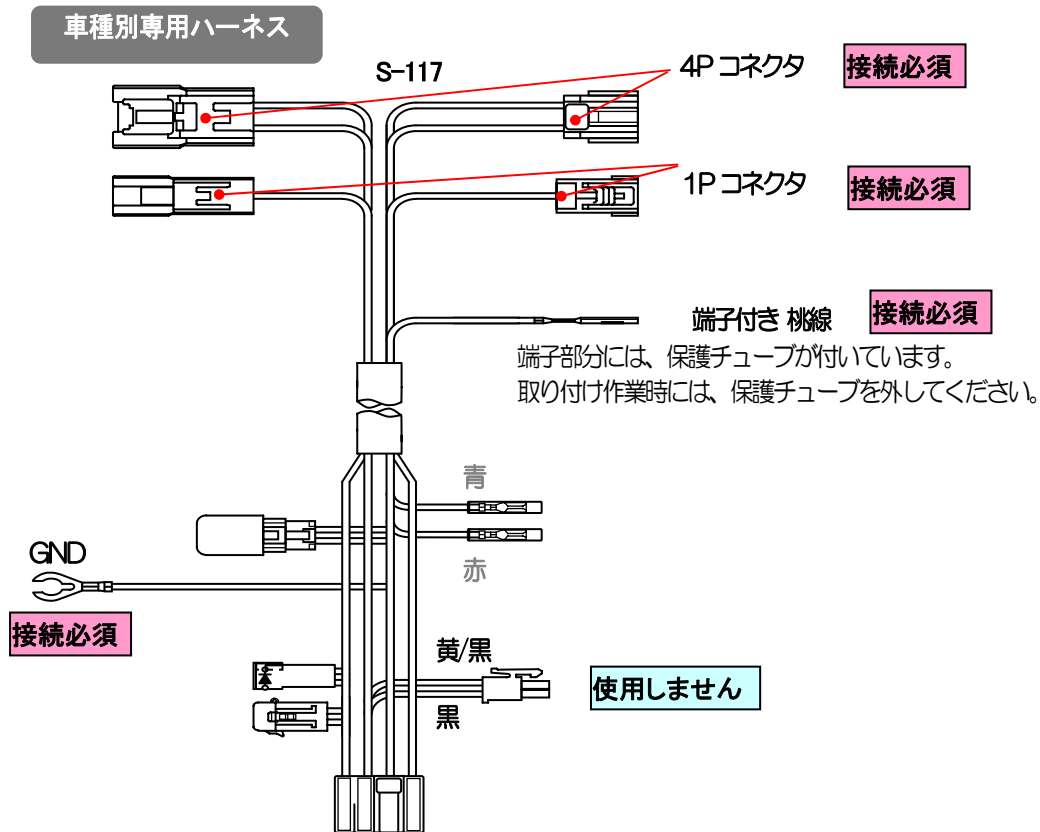 車種別専用ハーネス
S-117
4P コネクタ
接続必須
1P コネクタ
接続必須
端子付き 桃線
接続必須
端子部分には、保護チューブが付いています。
取り付け作業時には、保護チューブを外してください。
青
赤
GND
接続必須
黄/黒
使用しません
黒